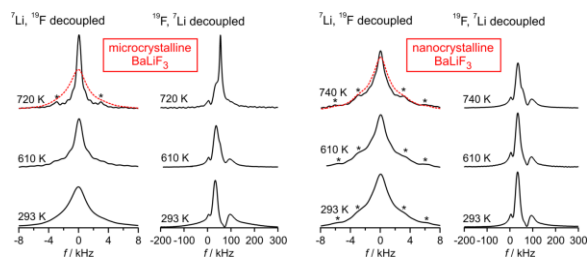 ⁷Li, ¹⁹F decoupled
¹⁹F, ⁷Li decoupled
microcrystalline
BaLiF₃
720 K
* *
720 K
610 K
610 K
293 K
293 K
-8 -4 0 4 8
f / kHz
-200 -100 0 100 200 300
f / kHz
⁷Li, ¹⁹F decoupled
¹⁹F, ⁷Li decoupled
nanocrystalline
BaLiF₃
740 K
* * * *
740 K
610 K
* * * *
610 K
293 K
* * * *
293 K
-8 -4 0 4 8
f / kHz
-200 -100 0 100 200 300
f / kHz